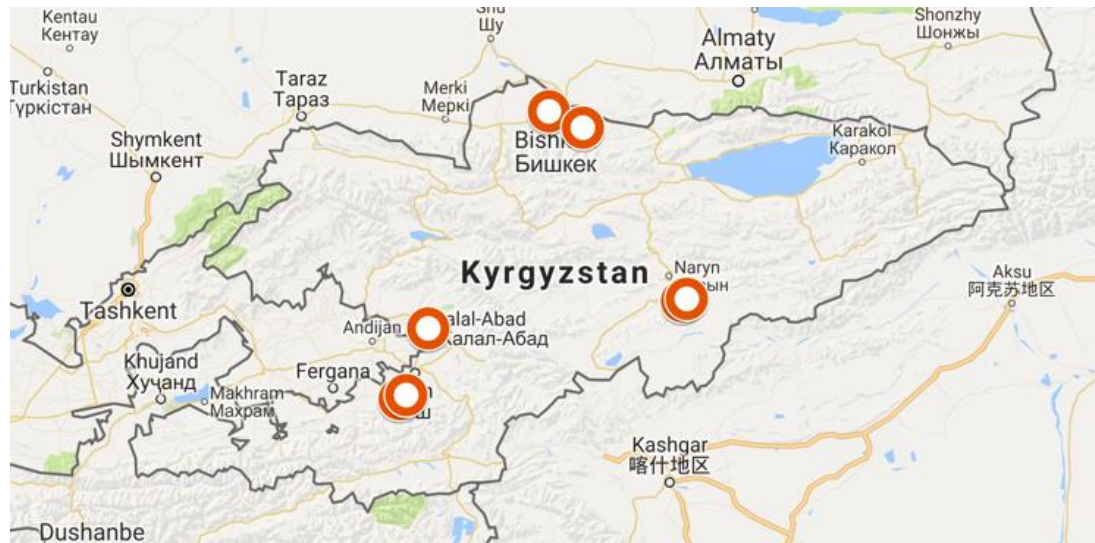 Kentau
Кентау
Shu
Шу
Shonzhy
Шонжы
Almaty
Алматы
Turkistan
Түркістан
Taraz
Тараз
Merki
Меркі
Shymkent
Шымкент
Бишкек
Karakol
Каракол
Kyrgyzstan
Naryn
Aksu
阿克苏地区
Tashkent
Andijan
Khujand
Хучанд
Fergana
Makhram
Махрам
Kashgar
喀什地区
Dushanbe